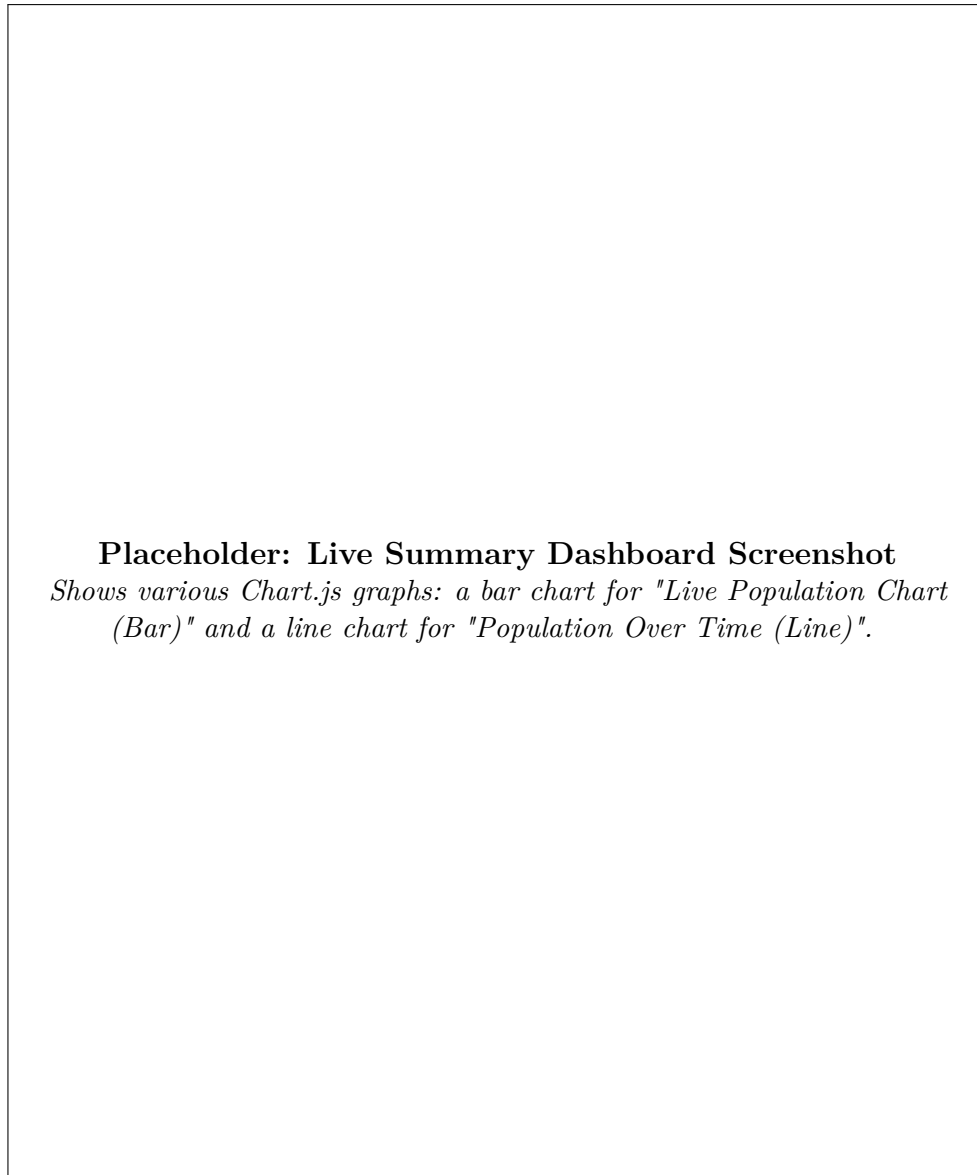 Placeholder: Live Summary Dashboard Screenshot
Shows various Chart.js graphs: a bar chart for "Live Population Chart
(Bar)" and a line chart for "Population Over Time (Line)".